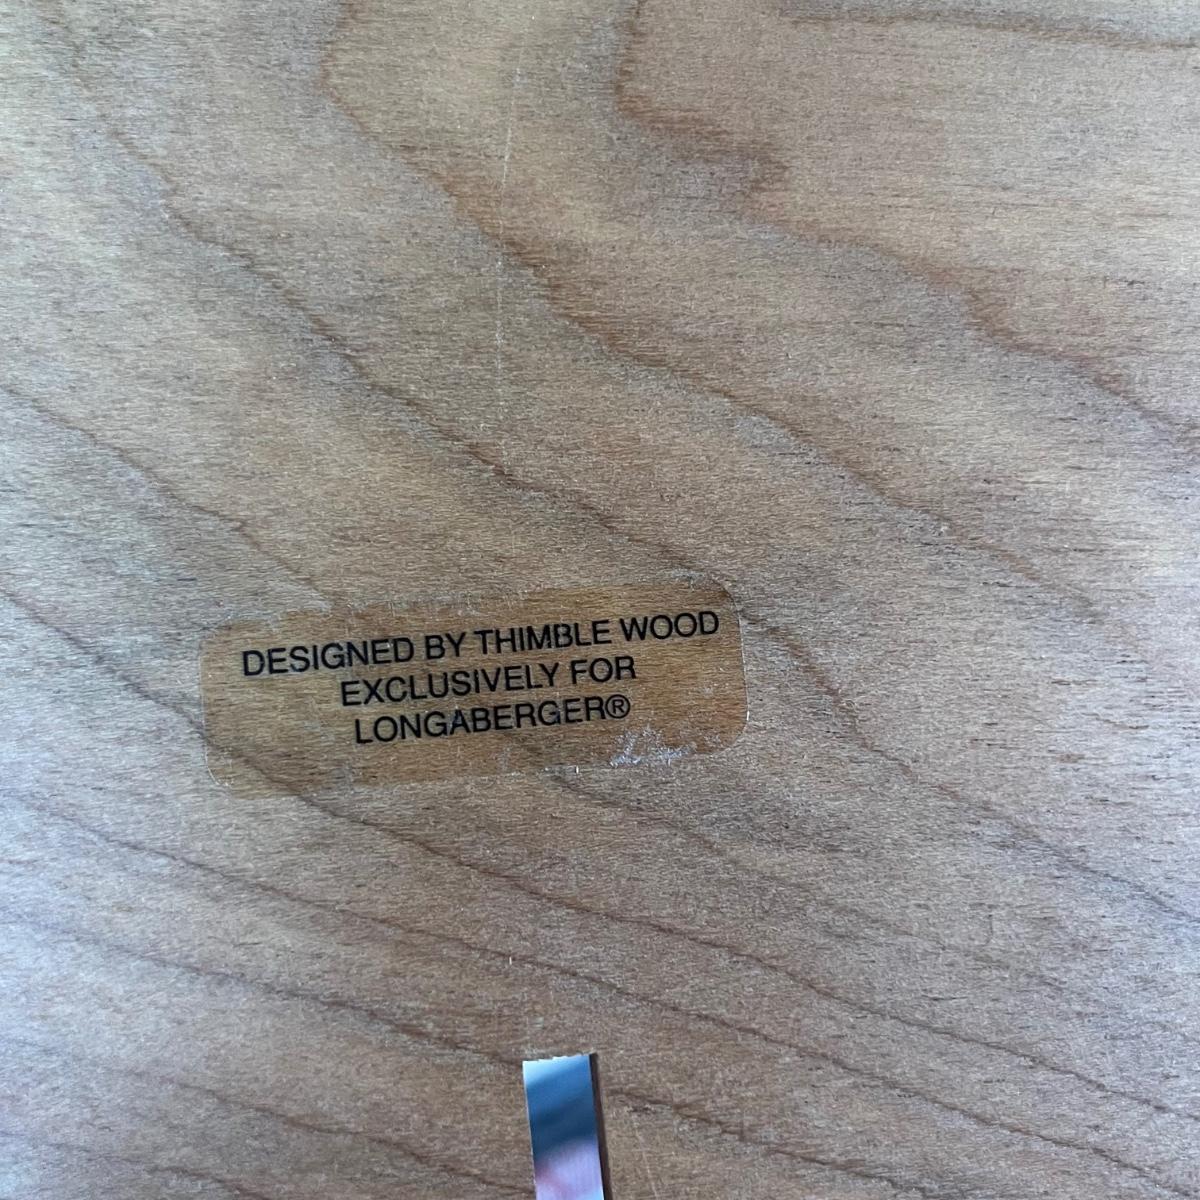 DESIGNED BY THIMBLE WOOD
EXCLUSIVELY FOR
LONGABERGER®